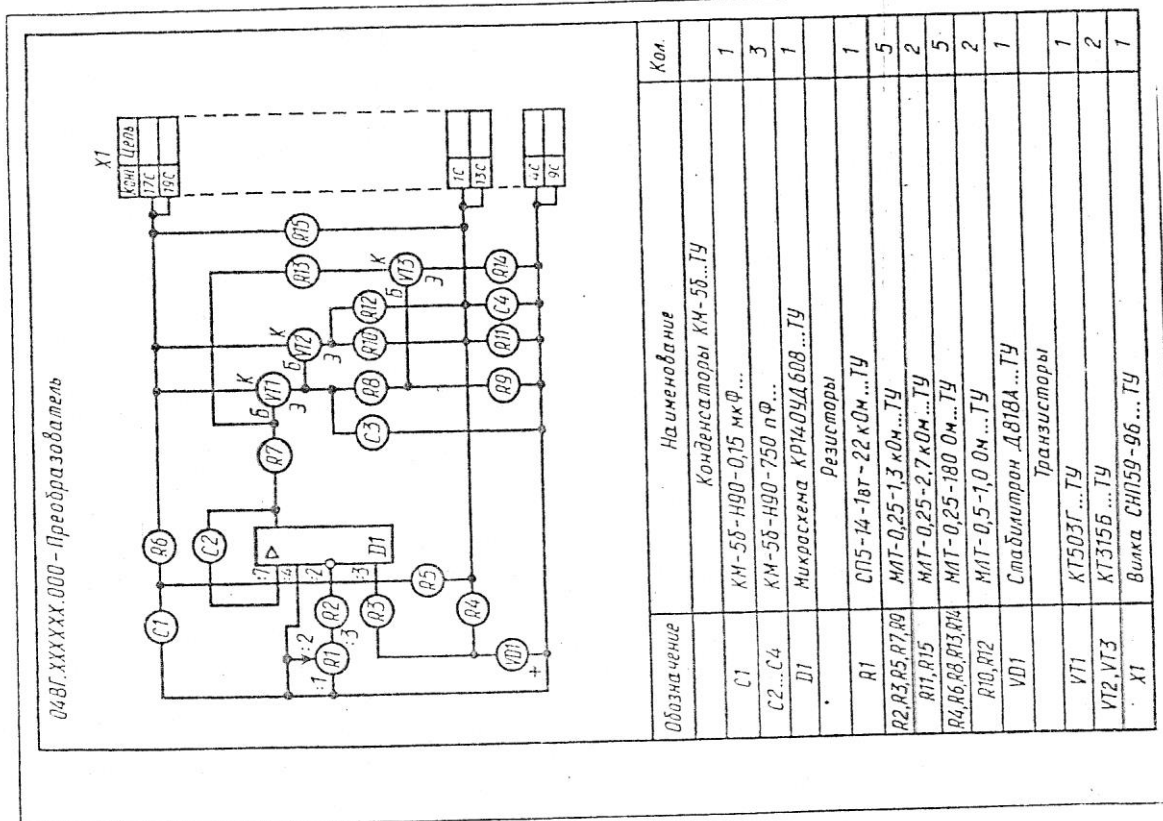 04ВГ.XXXXXX.000 - Преобразователь
X1
Конт Цепь
17С
19С
1С
13С
4С
9С
C1
R6
C2
R7
VT1
Б
К
Э
VT2
Б
К
Э
R13
R15
C3
R8
R10
R12
VT3
Б
К
Э
R9
R11
C4
R14
:7
:4
:2
:3
D1
R1
:1
:2
:3
R2
R3
R5
R4
VD1
+
Обозначение Наименование Кол.
Конденсаторы КМ-5б...ТУ
C1 КМ-5б-Н90-0,15 мкФ... 1
C2...C4 КМ-5б-Н90-750 пФ... 3
D1 Микросхема КР140УД608...ТУ 1
Резисторы
R1 СП5-14-1вт-22 кОм...ТУ 1
R2,R3,R5,R7,R9 МЛТ-0,25-1,3 кОм...ТУ 5
R11,R15 МЛТ-0,25-2,7 кОм...ТУ 2
R4,R6,R8,R13,R14 МЛТ-0,25-180 Ом...ТУ 5
R10,R12 МЛТ-0,5-1,0 Ом...ТУ 2
VD1 Стабилитрон Д818А...ТУ 1
Транзисторы
VT1 КТ503Г...ТУ 1
VT2,VT3 КТ315Б...ТУ 2
X1 Вилка СНП59-96...ТУ 1